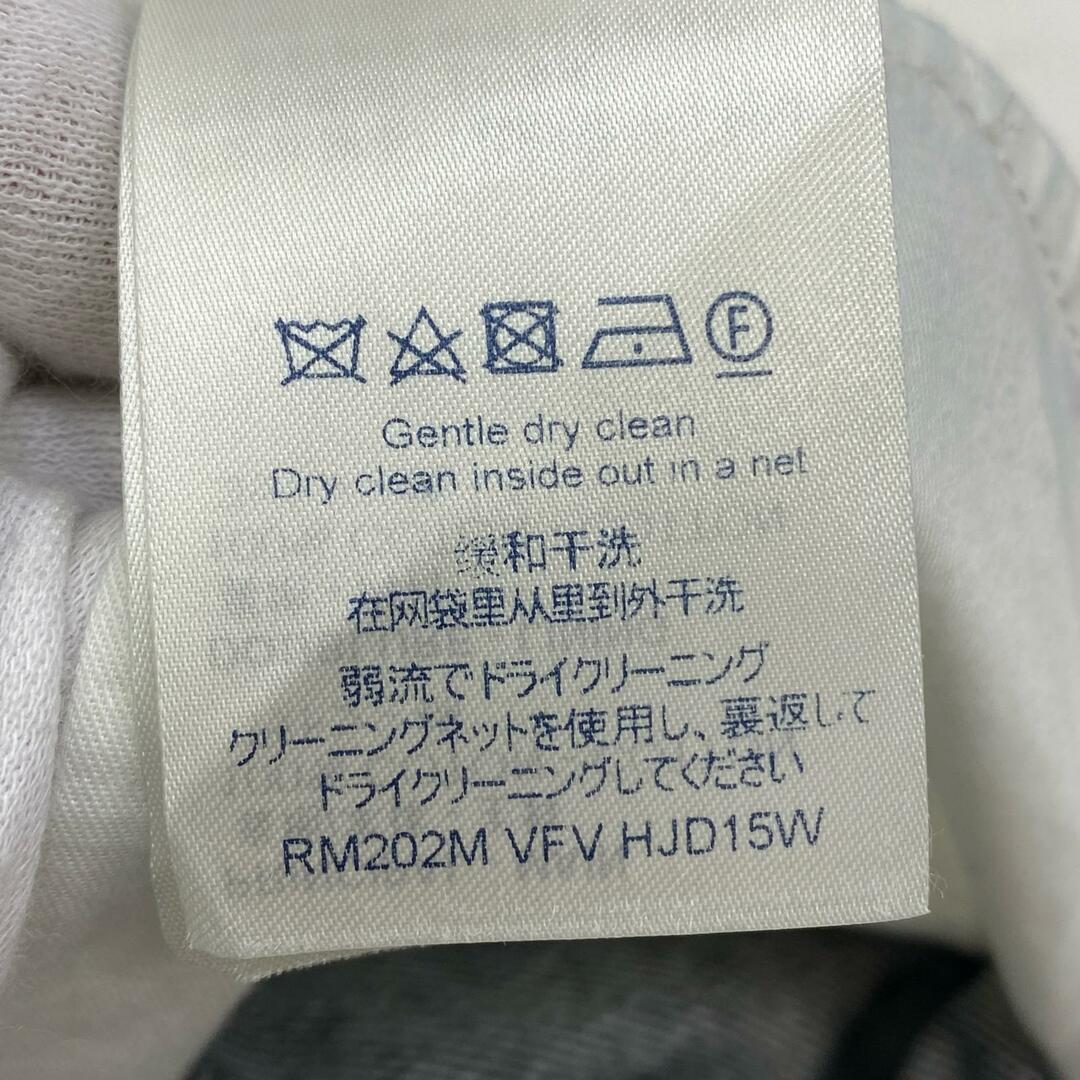 F
Gentle dry clean
Dry clean inside out in a net
缓和干洗
在网袋里从里到外干洗
弱流でドライクリーニング
クリーニングネットを使用し、裏返して
ドライクリーニングしてください
RM202M VFV HJD15W